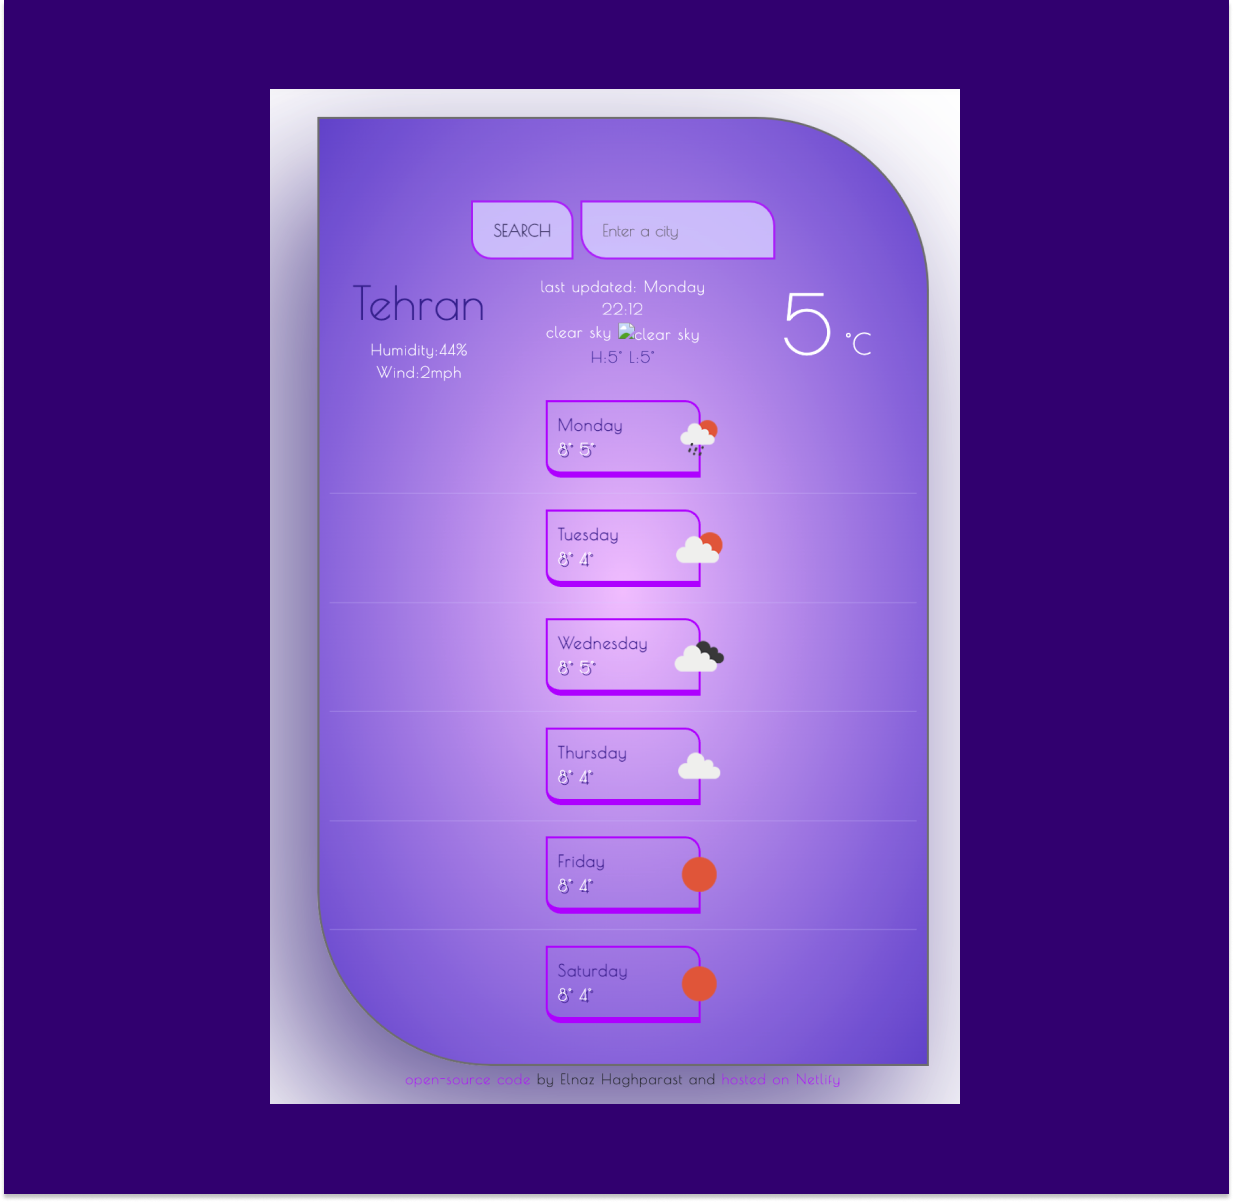 SEARCH Enter a city
Tehran
Humidity:44%
Wind:2mph
last updated: Monday
22:12
clear sky clear sky
H:5° L:5°
5 °C
Monday
8° 5°
Tuesday
8° 4°
Wednesday
8° 5°
Thursday
8° 4°
Friday
8° 4°
Saturday
8° 4°
open-source code by Elnaz Haghparast and hosted on Netlify